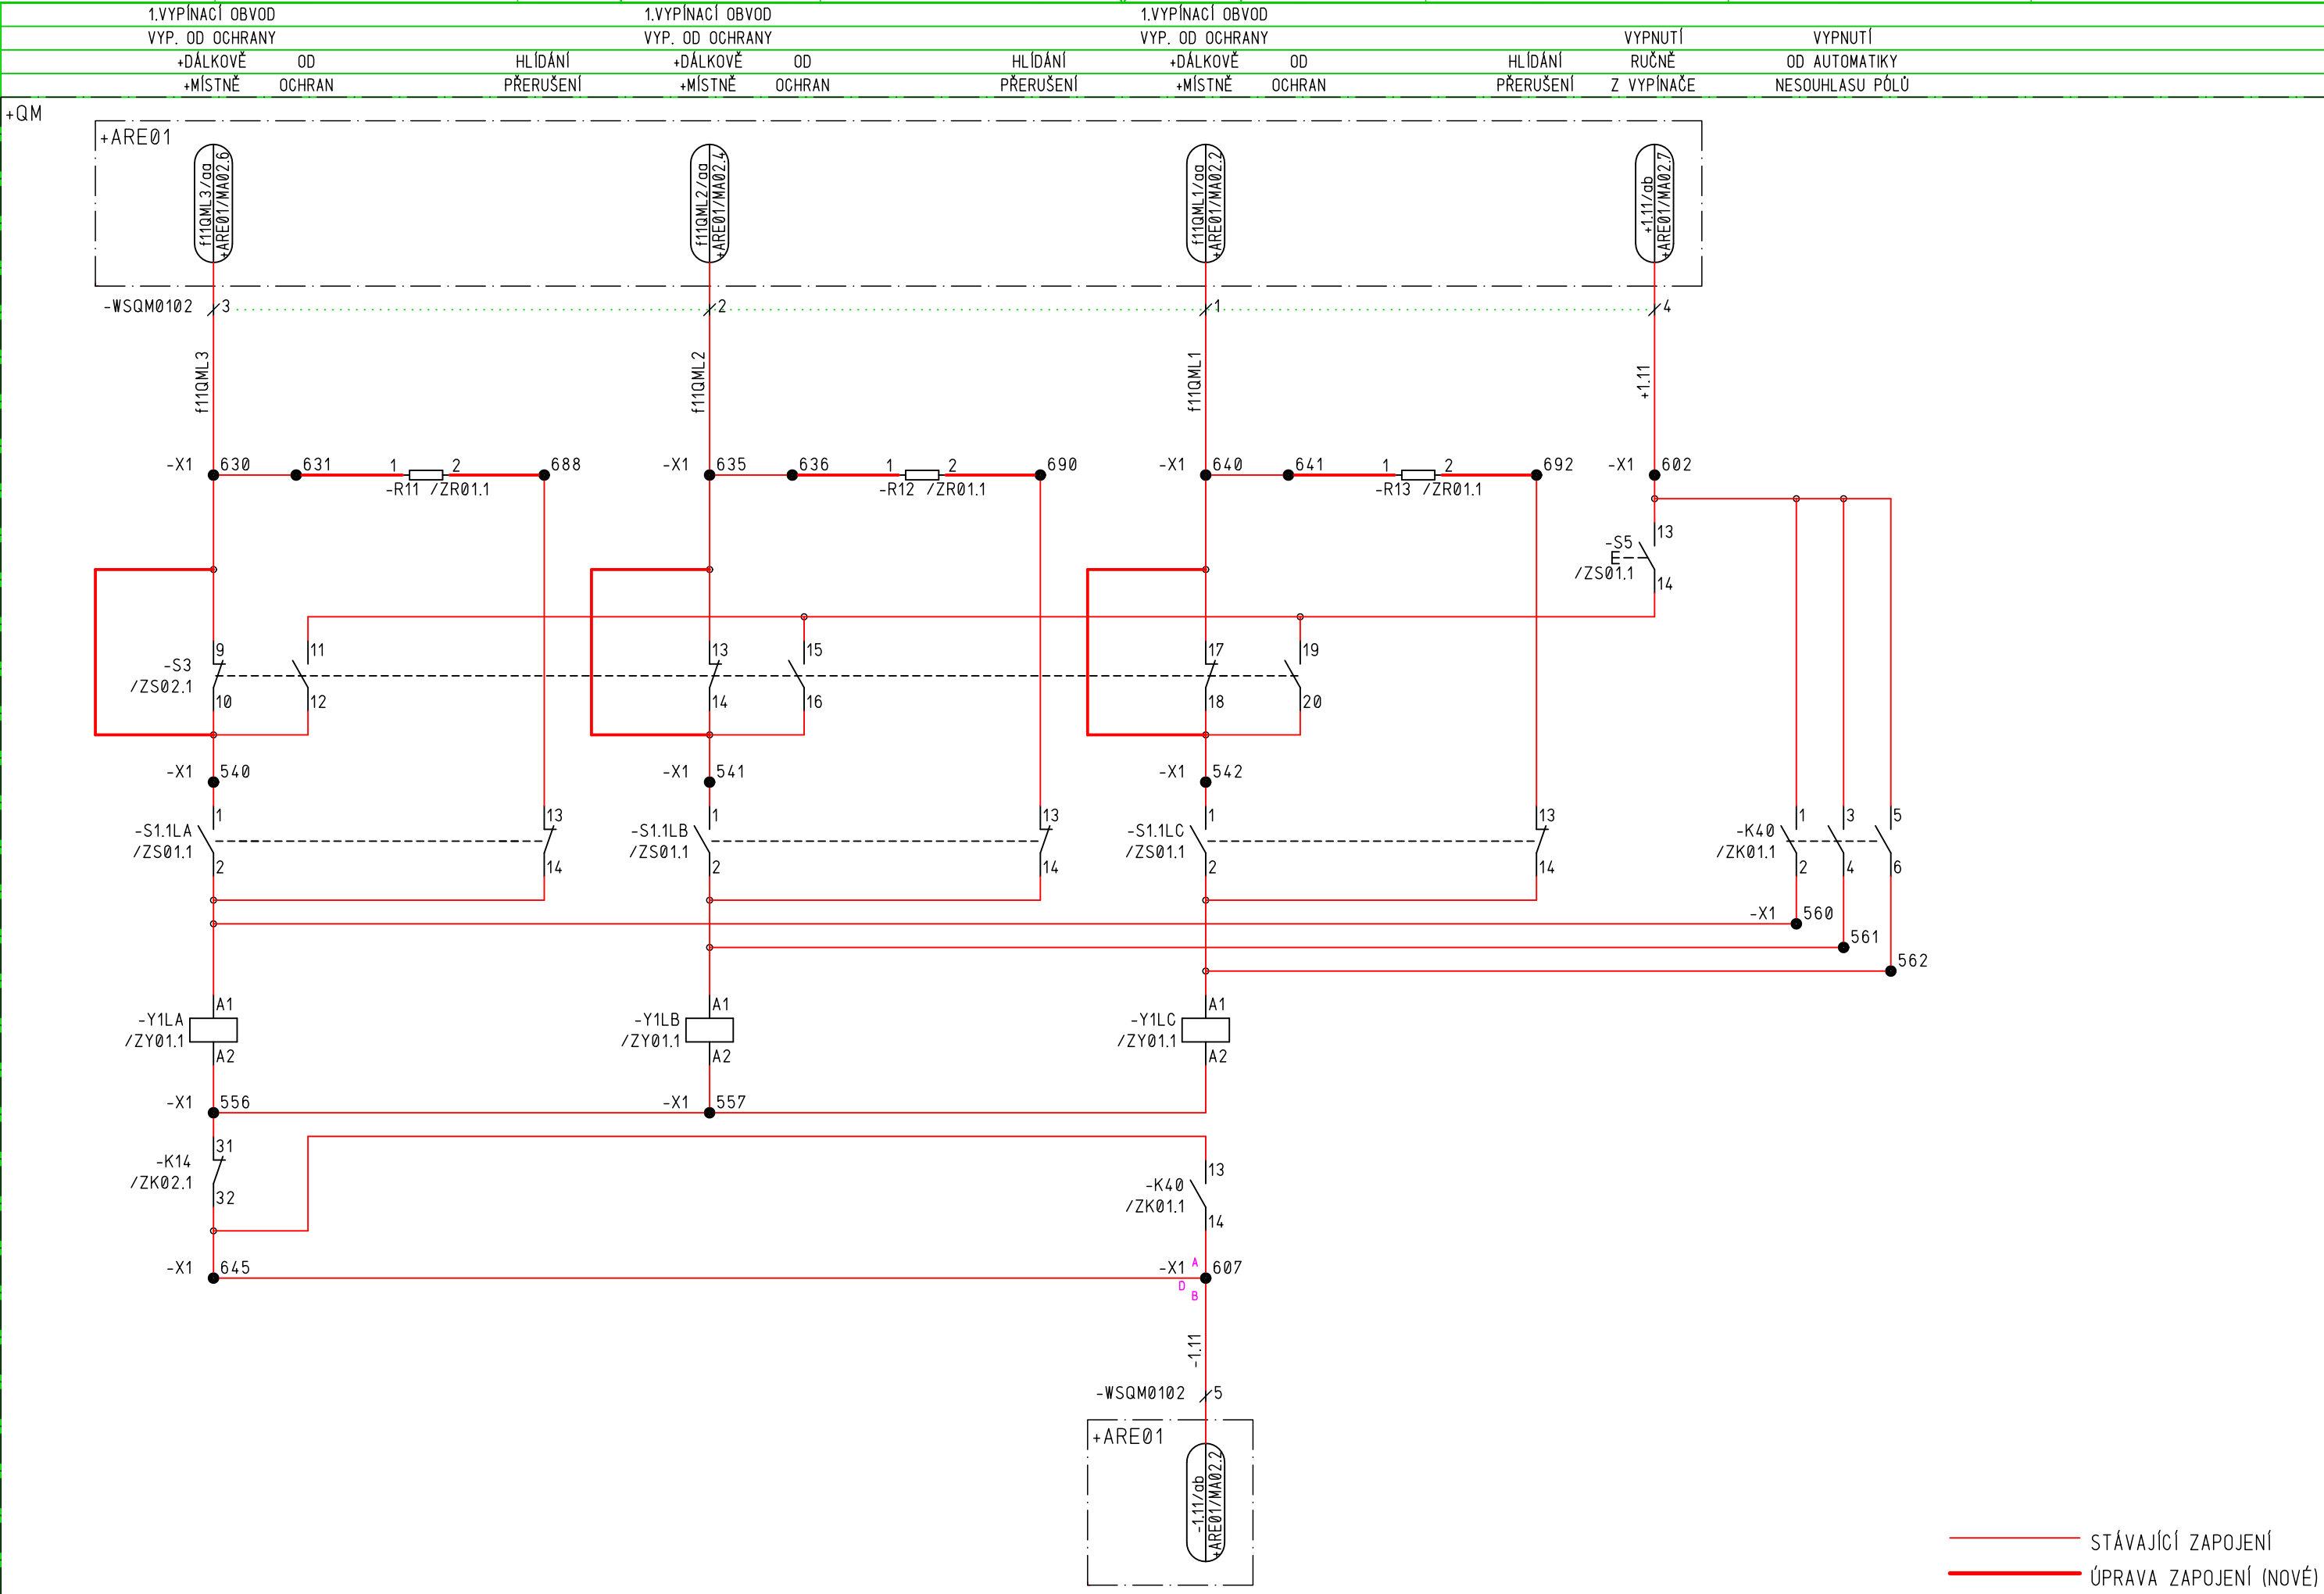 1.VYPÍNACÍ OBVOD 1.VYPÍNACÍ OBVOD 1.VYPÍNACÍ OBVOD
VYP. OD OCHRANY VYP. OD OCHRANY VYP. OD OCHRANY VYPNUTÍ VYPNUTÍ
+DÁLKOVĚ OD HLÍDÁNÍ +DÁLKOVĚ OD HLÍDÁNÍ +DÁLKOVĚ OD HLÍDÁNÍ RUČNĚ OD AUTOMATIKY
+MÍSTNĚ OCHRAN PŘERUŠENÍ +MÍSTNĚ OCHRAN PŘERUŠENÍ +MÍSTNĚ OCHRAN PŘERUŠENÍ Z VYPÍNAČE NESOUHLASU PÓLŮ
+QM
+ARE01
f11QML3/aa
+ARE01/MA02.6
f11QML2/aa
+ARE01/MA02.4
f11QML1/aa
+ARE01/MA02.2
+1.11/ab
+ARE01/MA02.7
-WSQM0102 3 2 1 4
f11QML3 f11QML2 f11QML1 +1.11
-X1 630 631 1 2 688 -X1 635 636 1 2 690 -X1 640 641 1 2 692 -X1 602
-R11 /ZR01.1 -R12 /ZR01.1 -R13 /ZR01.1
13
-S5
E
/ZS01.1
14
9 11 13 15 17 19
-S3
/ZS02.1
10 12 14 16 18 20
-X1 540 -X1 541 -X1 542
1 13 1 13 1 13 1 3 5
-S1.1LA -S1.1LB -S1.1LC -K40
/ZS01.1 /ZS01.1 /ZS01.1 /ZK01.1
2 14 2 14 2 14 2 4 6
-X1 560
561
562
A1 A1 A1
-Y1LA -Y1LB -Y1LC
/ZY01.1 /ZY01.1 /ZY01.1
A2 A2 A2
-X1 556 -X1 557
31
-K14
/ZK02.1
32
13
-K40
/ZK01.1
14
-X1 645 -X1 A 607
D B
-1.11
-WSQM0102 5
+ARE01
-1.11/ab
+ARE01/MA02.2
STÁVAJÍCÍ ZAPOJENÍ
ÚPRAVA ZAPOJENÍ (NOVÉ)